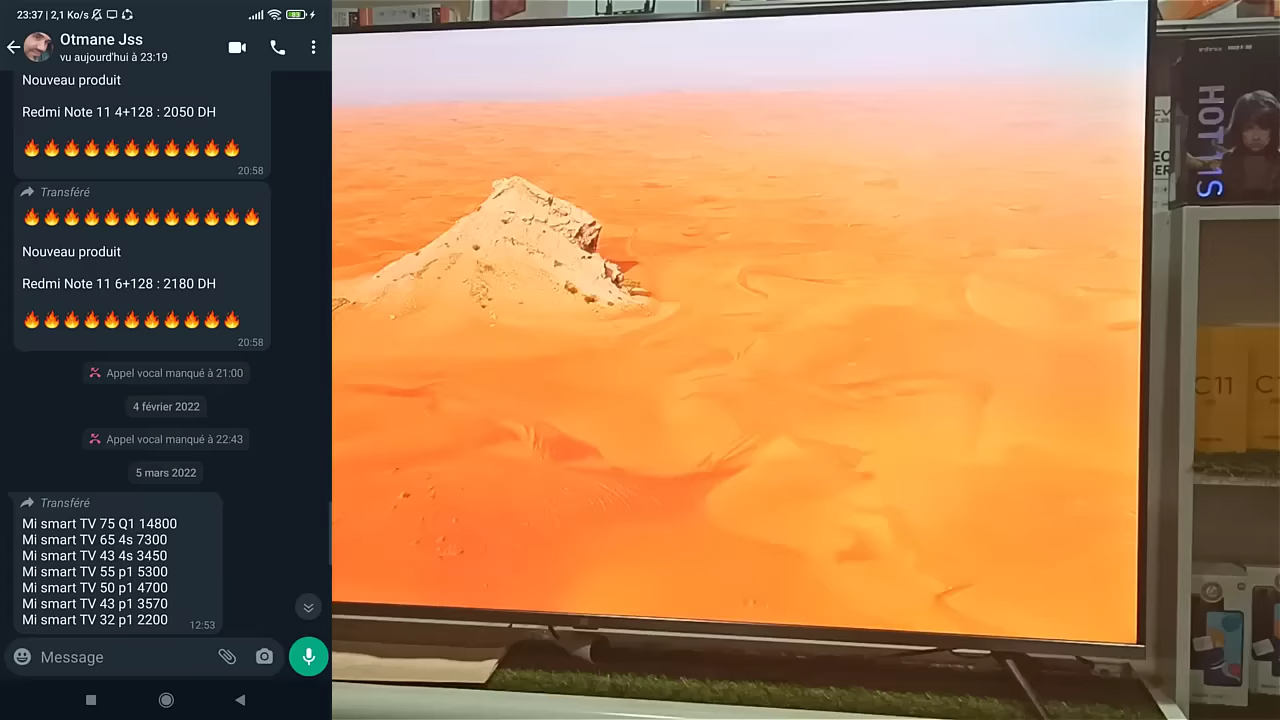 23:37 | 2,1 Ko/s
83
Otmane Jss
vu aujourd'hui à 23:19
Nouveau produit
Redmi Note 11 4+128 : 2050 DH
🔥🔥🔥🔥🔥🔥🔥🔥🔥🔥🔥
20:58
Transféré
🔥🔥🔥🔥🔥🔥🔥🔥🔥🔥🔥🔥
Nouveau produit
Redmi Note 11 6+128 : 2180 DH
🔥🔥🔥🔥🔥🔥🔥🔥🔥🔥🔥
20:58
Appel vocal manqué à 21:00
4 février 2022
Appel vocal manqué à 22:43
5 mars 2022
Transféré
Mi smart TV 75 Q1 14800
Mi smart TV 65 4s 7300
Mi smart TV 43 4s 3450
Mi smart TV 55 p1 5300
Mi smart TV 50 p1 4700
Mi smart TV 43 p1 3570
Mi smart TV 32 p1 2200
12:53
Message
HOT 11S
C11